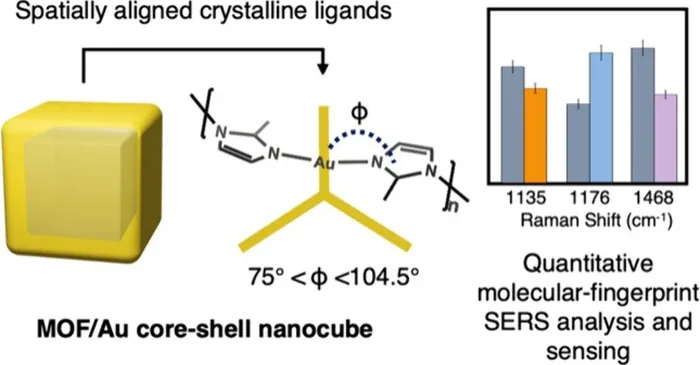 Spatially aligned crystalline ligands
ϕ
N
N
Au
N
N
n
75° < ϕ <104.5°
MOF/Au core-shell nanocube
1135 1176 1468
Raman Shift (cm-1)
Quantitative
molecular-fingerprint
SERS analysis and
sensing